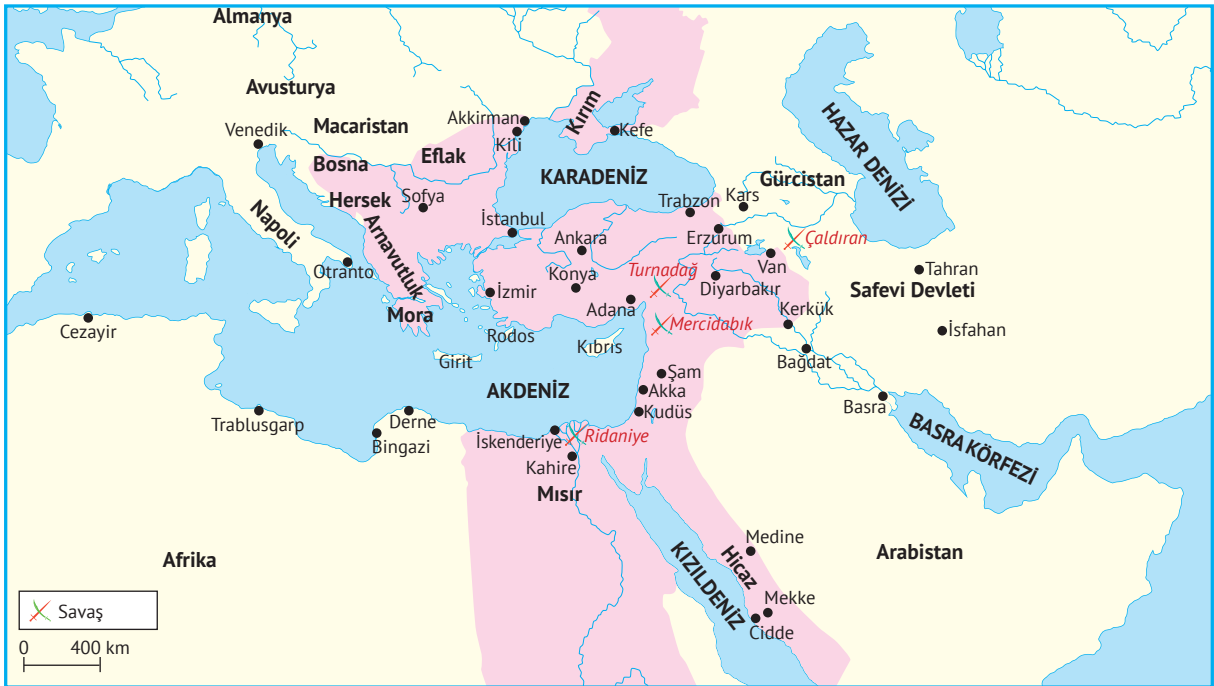 Almanya
Avusturya
Macaristan
Venedik
Bosna
Hersek
Sofya
Eflak
Akkirman
Kili
Kırım
Kefe
KARADENİZ
Gürcistan
HAZAR DENİZİ
Napoli
Otranto
Arnavutluk
Mora
İstanbul
Ankara
Konya
İzmir
Adana
Trabzon
Kars
Erzurum
Çaldıran
Van
Turnadağ
Diyarbakır
Tahran
Safevi Devleti
İsfahan
Kerkük
Mercidabık
Bağdat
Cezayir
Rodos
Kıbrıs
Girit
AKDENİZ
Şam
Akka
Kudüs
Basra
BASRA KÖRFEZİ
Trablusgarp
Derne
Bingazi
İskenderiye
Ridaniye
Kahire
Mısır
Afrika
KIZILDENİZ
Hicaz
Medine
Mekke
Cidde
Arabistan
Savaş
0 400 km